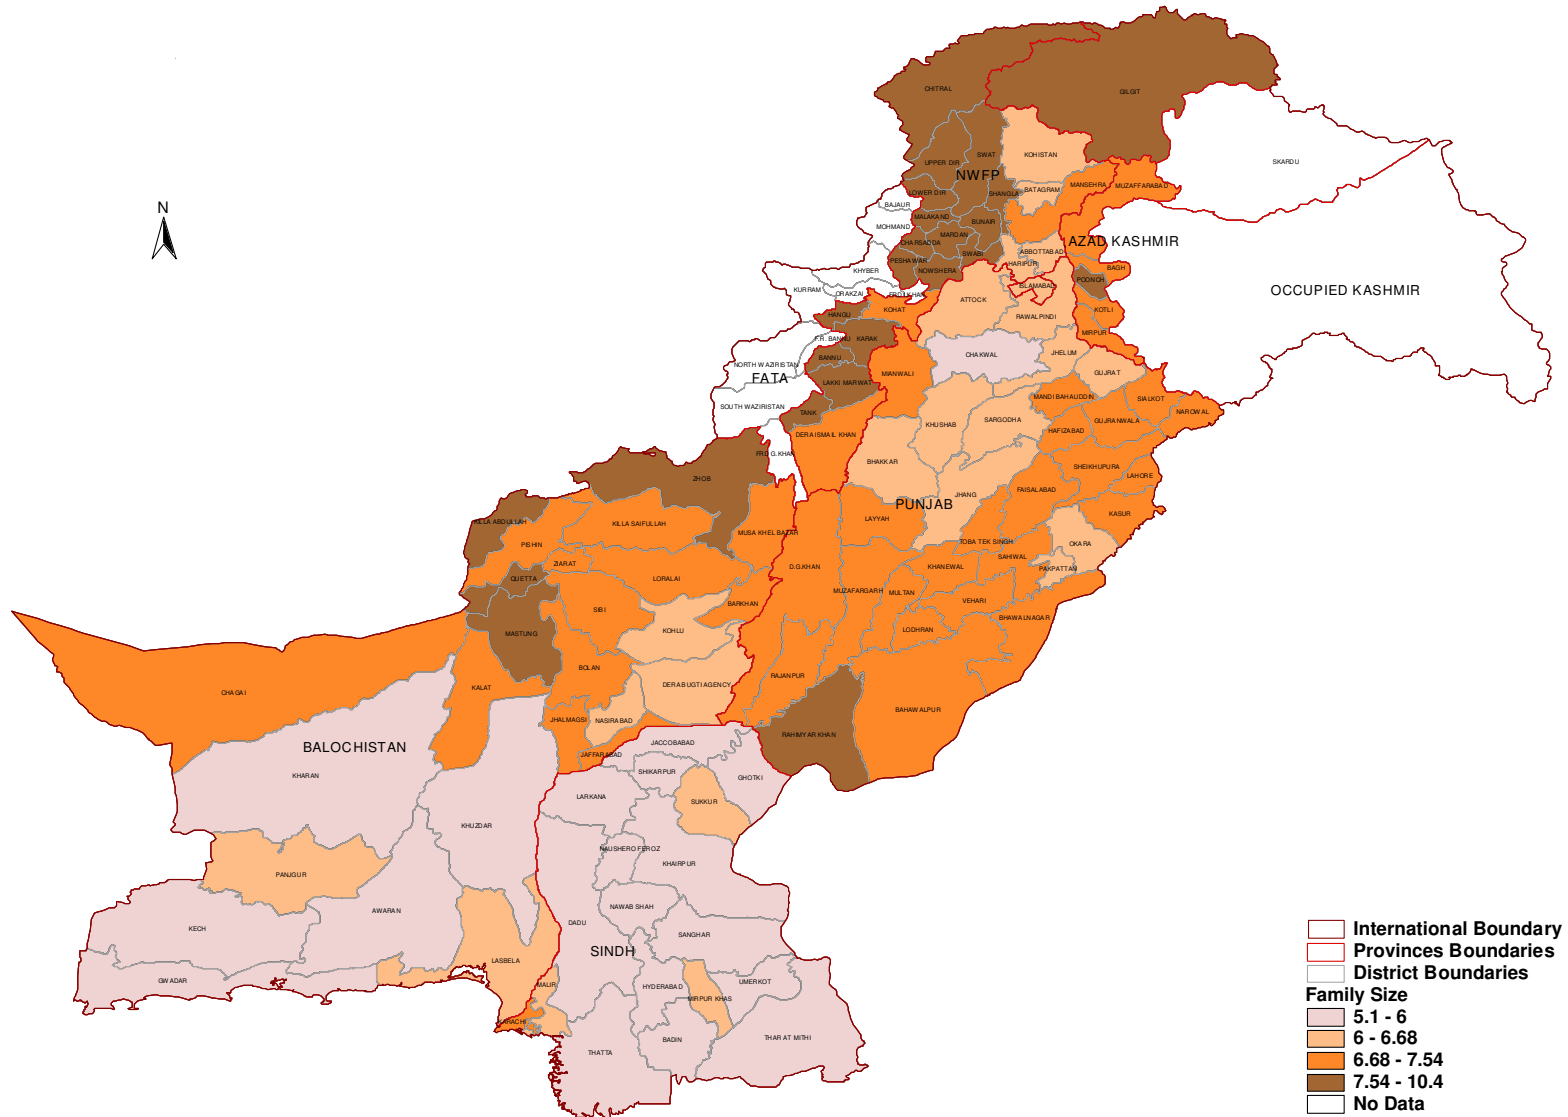 N
CHITRAL
GILGIT
SKARDU
UPPER DIR
SWAT
KOHISTAN
NWFP
LOWER DIR
SHANGLA
BATAGRAM
MANSEHRA
MUZAFFARABAD
BAJAUR
MALAKAND
BUNAIR
MOHMAND
MARDAN
CHARSADDA
SWABI
ABBOTTABAD
AZAD KASHMIR
PESHAWAR
HARIPUR
NOWSHERA
KHYBER
BAGH
POONCH
ISLAMABAD
OCCUPIED KASHMIR
KURRAM
ORAKZAI
ATTOCK
KOHAT
HANGU
RAWALPINDI
KOTLI
MIRPUR
F.R. BANNU
KARAK
CHAKWAL
JHELUM
BANNU
NORTH WAZIRISTAN
FATA
MIANWALI
GUJRAT
LAKKI MARWAT
SOUTH WAZIRISTAN
TANK
MANDI BAHAUDDIN
SIALKOT
NAROWAL
KHUSHAB
SARGODHA
GUJRANWALA
DERA ISMAIL KHAN
HAFIZABAD
FR D.G.KHAN
BHAKKAR
SHEIKHUPURA
LAHORE
ZHOB
JHANG
FAISALABAD
PUNJAB
KASUR
KILLA ABDULLAH
KILLA SAIFULLAH
LAYYAH
MUSA KHEL BAZAR
TOBA TEK SINGH
OKARA
PISHIN
SAHIWAL
ZIARAT
D.G.KHAN
KHANEWAL
PAKPATTAN
QUETTA
LORALAI
MUZAFARGARH
MULTAN
VEHARI
BARKHAN
SIBI
BHAWALNAGAR
MASTUNG
KOHLU
LODHRAN
BOLAN
RAJANPUR
CHAGAI
KALAT
DERA BUGTI AGENCY
BAHAWALPUR
JHALMAGSI
NASIRABAD
RAHIMYAR KHAN
BALOCHISTAN
JACCOBABAD
JAFFARABAD
KHARAN
SHIKARPUR
GHOTKI
LARKANA
SUKKUR
KHUZDAR
NAUSHERO FEROZ
KHAIRPUR
PANJGUR
NAWAB SHAH
AWARAN
KECH
DADU
SANGHAR
SINDH
LASBELA
GWADAR
MALIR
HYDERABAD
UMERKOT
MIRPUR KHAS
KARACHI
THATTA
BADIN
THAR AT MITHI
International Boundary
Provinces Boundaries
District Boundaries
Family Size
5.1 - 6
6 - 6.68
6.68 - 7.54
7.54 - 10.4
No Data